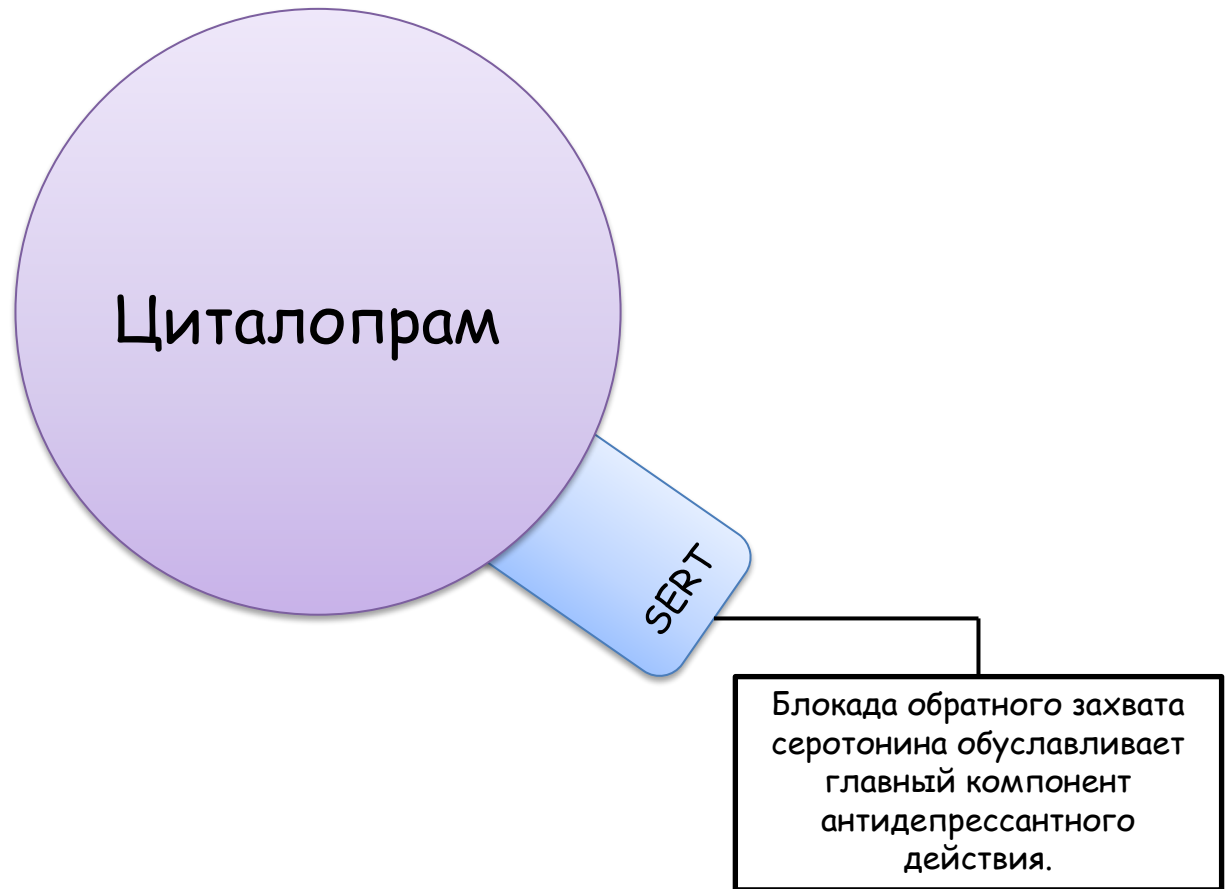 Циталопрам
SERT
Блокада обратного захвата
серотонина обуславливает
главный компонент
антидепрессантного
действия.